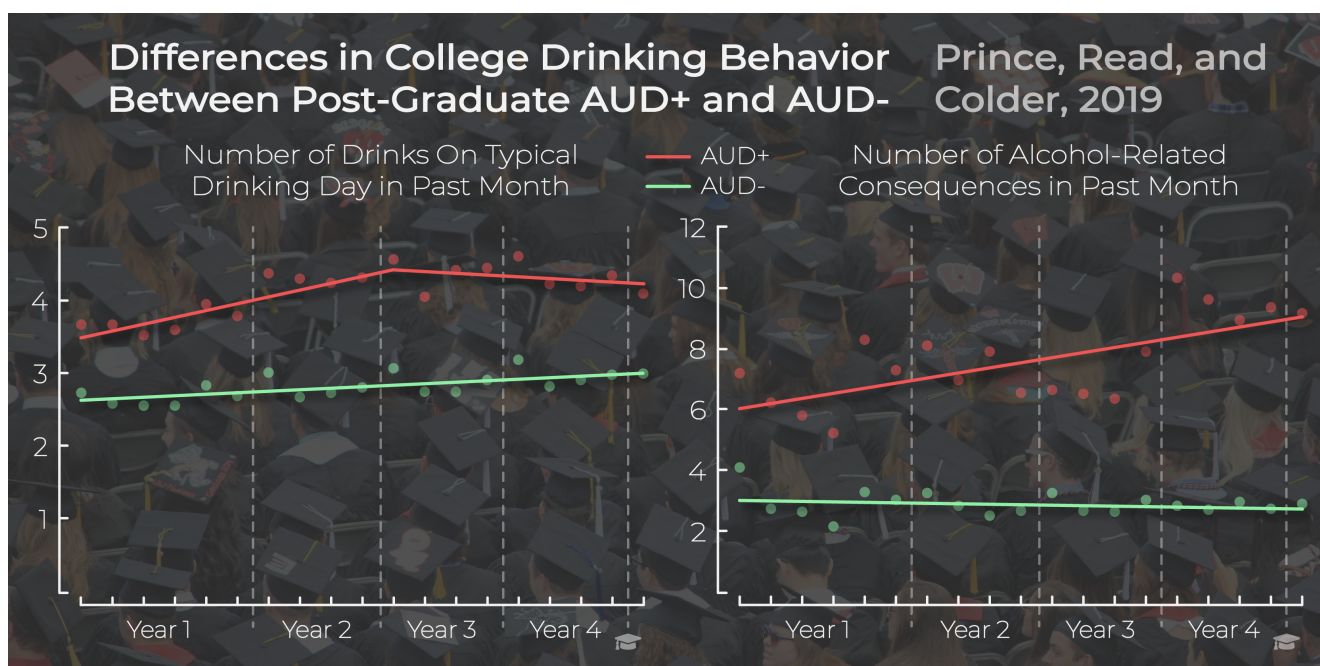 Differences in College Drinking Behavior
Between Post-Graduate AUD+ and AUD-
Prince, Read, and
Colder, 2019
Number of Drinks On Typical
Drinking Day in Past Month
AUD+
AUD-
Number of Alcohol-Related
Consequences in Past Month
5
4
3
2
1
Year 1
Year 2
Year 3
Year 4
12
10
8
6
4
2
Year 1
Year 2
Year 3
Year 4